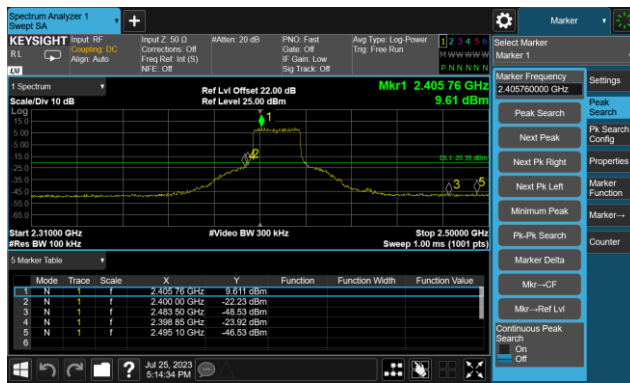 Spectrum Analyzer 1
Swept SA
Marker
KEYSIGHT Input: RF Input Z: 50 Ω #Atten: 20 dB PNO: Fast Avg Type: Log-Power 1 2 3 4 5 6
RL Coupling: DC Corrections: Off Gate: Off Trig: Free Run M W W W W W
Align: Auto Freq Ref: Int (S) IF Gain: Low P N N N N N
NFE: Off Sig Track: Off
LXI
Select Marker
Marker 1
1 Spectrum Ref Lvl Offset 22.00 dB Mkr1 2.405 76 GHz
Scale/Div 10 dB Ref Level 25.00 dBm 9.61 dBm
Log
15.0
5.00
-5.00
-15.0
-25.0
-35.0
-45.0
-55.0
-65.0
1
DL1 -20.39 dBm
2
3
5
Start 2.31000 GHz #Video BW 300 kHz Stop 2.50000 GHz
#Res BW 100 kHz Sweep 1.00 ms (1001 pts)
5 Marker Table
Mode Trace Scale X Y Function Function Width Function Value
1 N 1 f 2.405 76 GHz 9.611 dBm
2 N 1 f 2.400 00 GHz -22.23 dBm
3 N 1 f 2.483 50 GHz -48.53 dBm
4 N 1 f 2.398 85 GHz -23.92 dBm
5 N 1 f 2.495 10 GHz -46.53 dBm
6
Marker Frequency
2.405760000 GHz
Peak Search
Next Peak
Next Pk Right
Next Pk Left
Minimum Peak
Pk-Pk Search
Marker Delta
Mkr→CF
Mkr→Ref Lvl
Continuous Peak
Search
On
Off
Settings
Peak
Search
Pk Search
Config
Properties
Marker
Function
Marker→
Counter
?
Jul 25, 2023
5:14:34 PM